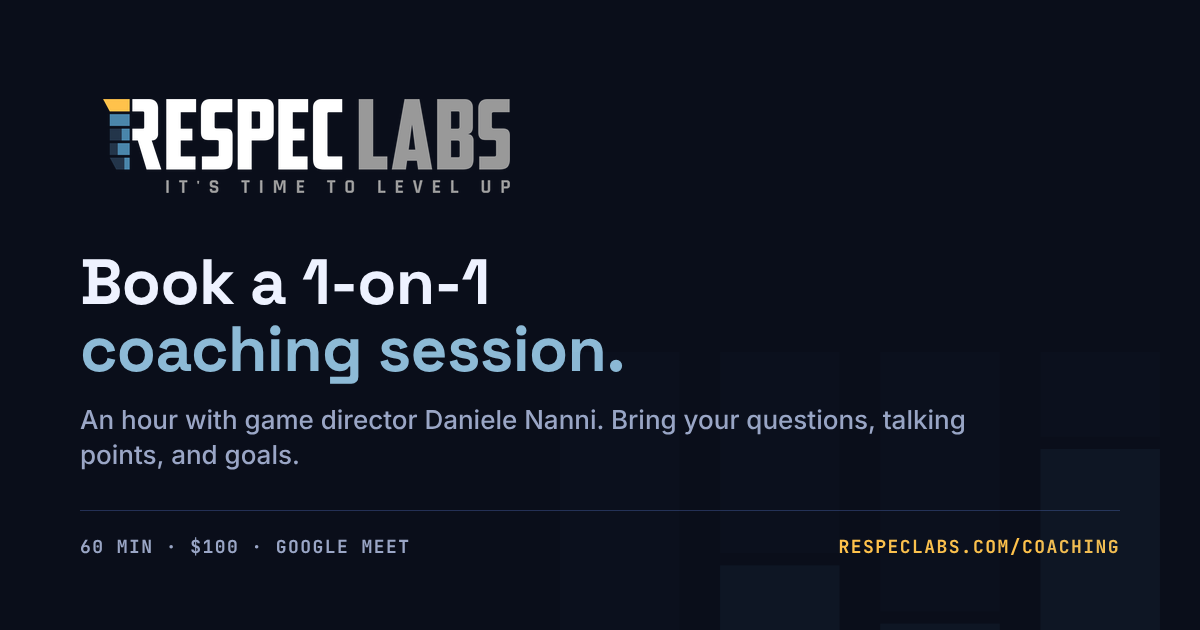 RESPEC LABS
IT'S TIME TO LEVEL UP
Book a 1-on-1
coaching session.
An hour with game director Daniele Nanni. Bring your questions, talking
points, and goals.
60 MIN · $100 · GOOGLE MEET
RESPECLABS.COM/COACHING